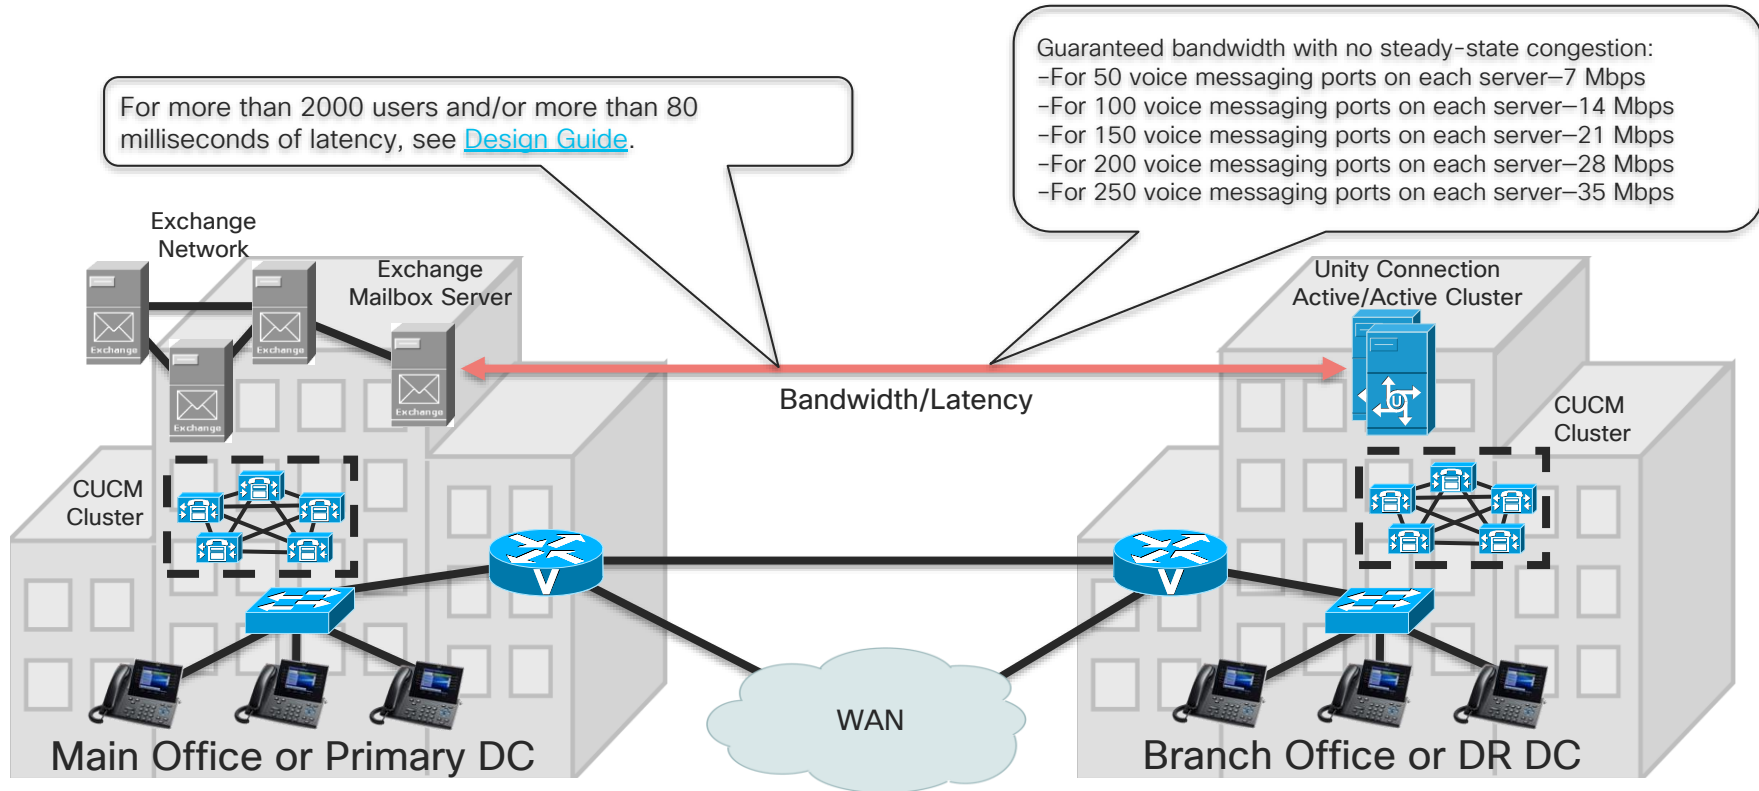 Guaranteed bandwidth with no steady-state congestion:
-For 50 voice messaging ports on each server—7 Mbps
-For 100 voice messaging ports on each server—14 Mbps
-For 150 voice messaging ports on each server—21 Mbps
-For 200 voice messaging ports on each server—28 Mbps
-For 250 voice messaging ports on each server—35 Mbps
For more than 2000 users and/or more than 80
milliseconds of latency, see Design Guide.
Exchange
Network
Exchange
Mailbox Server
Unity Connection
Active/Active Cluster
Exchange
Exchange
Exchange
Exchange
Bandwidth/Latency
U
CUCM
Cluster
CUCM
Cluster
V
V
WAN
Main Office or Primary DC
Branch Office or DR DC